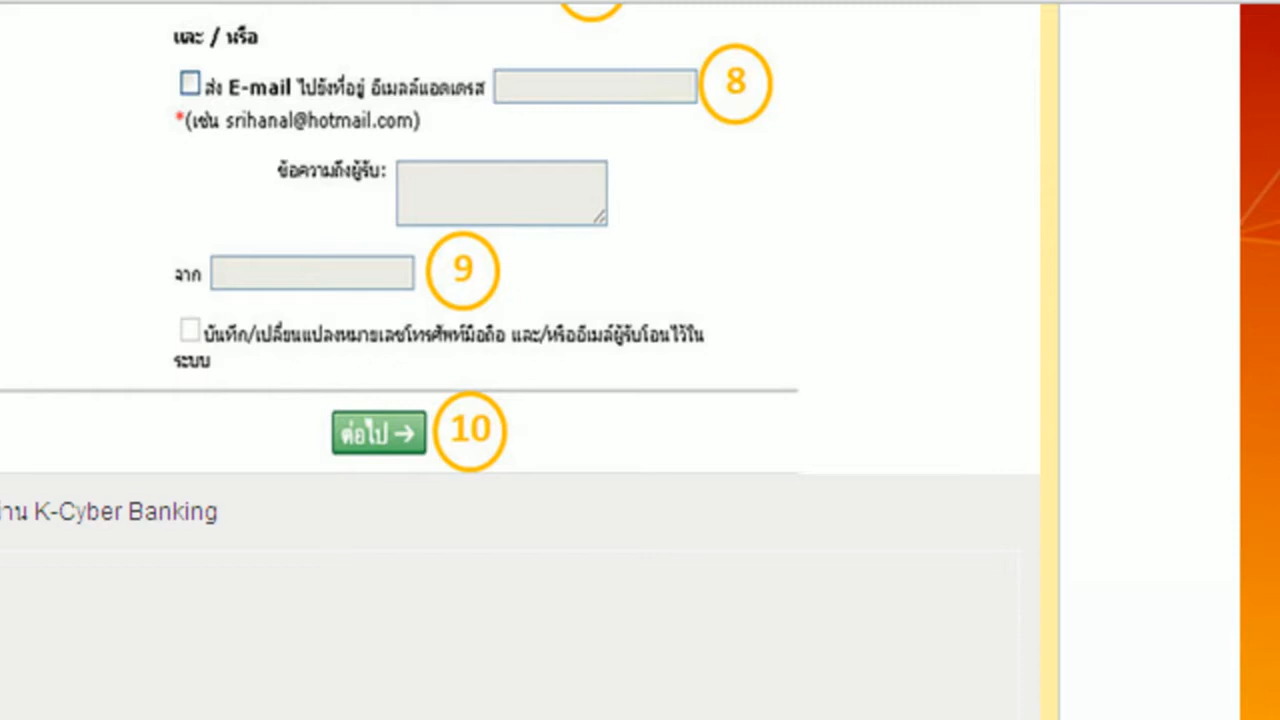 และ / หรือ
ส่ง E-mail ไปยังที่อยู่ อีเมลล์แอดเดรส
8
*(เช่น srihanal@hotmail.com)
ข้อความถึงผู้รับ:
จาก
9
บันทึก/เปลี่ยนแปลงหมายเลขโทรศัพท์มือถือ และ/หรืออีเมล์ผู้รับโอนไว้ใน
ระบบ
ต่อไป →
10
K-Cyber Banking